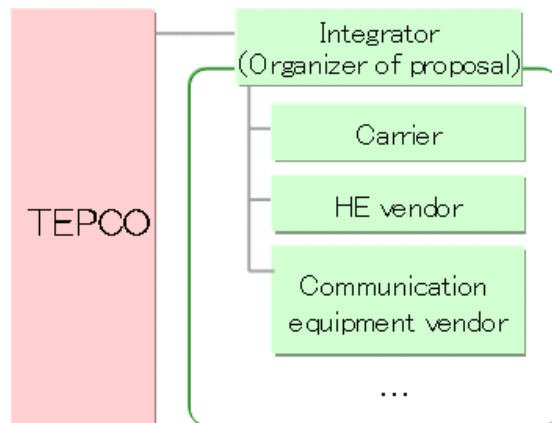 TEPCO
Integrator
(Organizer of proposal)
Carrier
HE vendor
Communication
equipment vendor
...